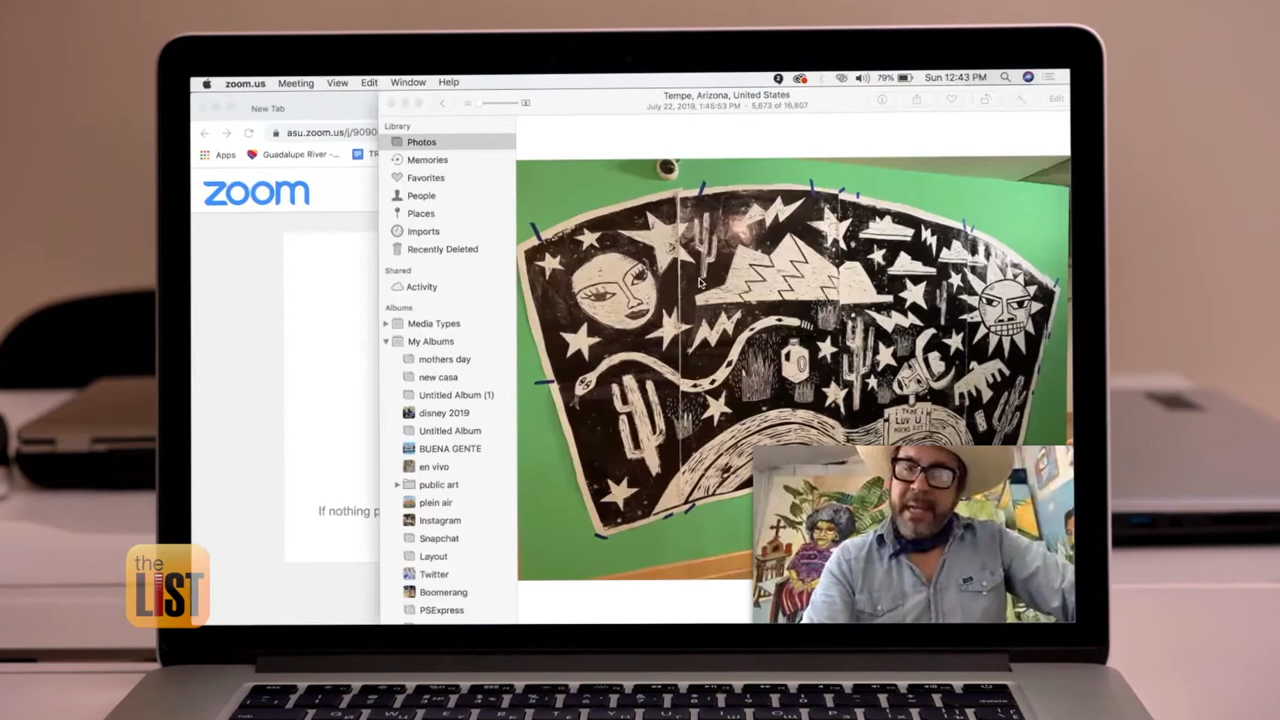 zoom.us Meeting View Edit Window Help 79% Sun 12:43 PM
New Tab
Tempe, Arizona, United States
July 22, 2019, 1:45:53 PM · 5,673 of 16,807
Edit
asu.zoom.us/j/9090
Apps Guadalupe River -...
zoom
If nothing p
Library
Photos
Memories
Favorites
People
Places
Imports
Recently Deleted
Shared
Activity
Albums
Media Types
My Albums
mothers day
new casa
Untitled Album (1)
disney 2019
Untitled Album
BUENA GENTE
en vivo
public art
plein air
Instagram
Snapchat
Layout
Twitter
Boomerang
PSExpress
LUV U
the
LIST